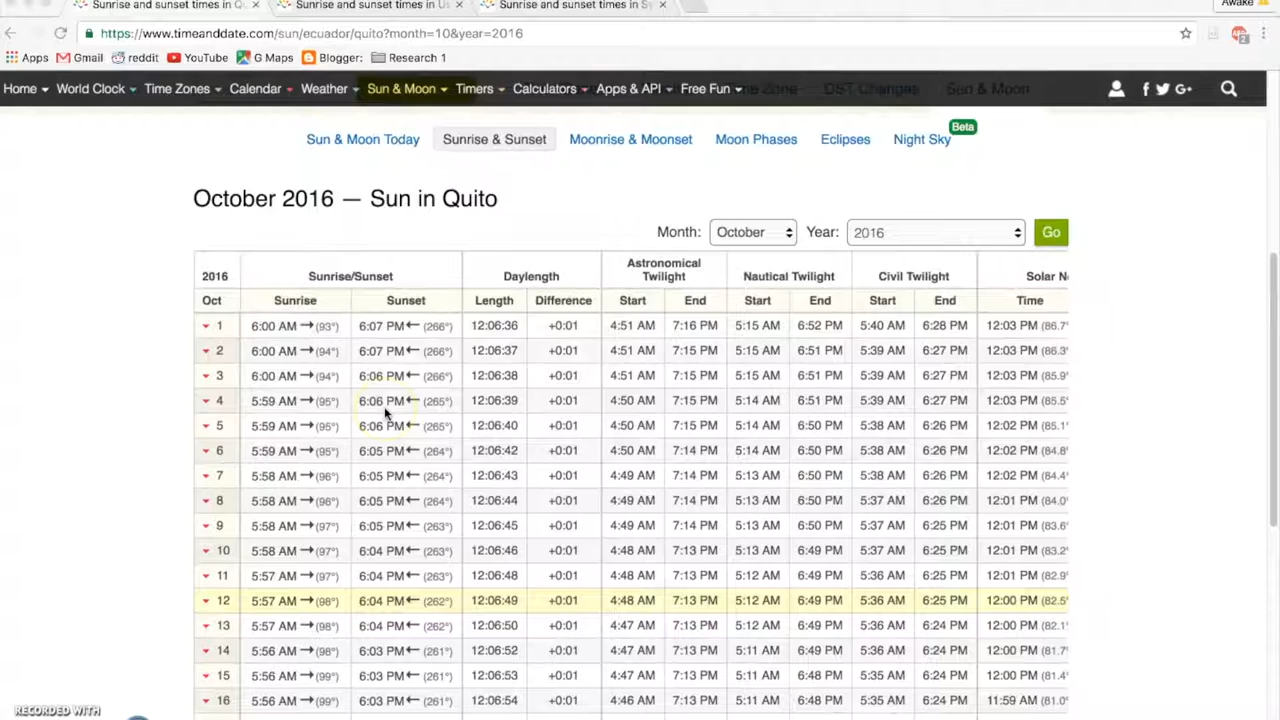 Sunrise and sunset times in Q Sunrise and sunset times in U Sunrise and sunset times in Sy Awake
https://www.timeanddate.com/sun/ecuador/quito?month=10&year=2016
Apps Gmail reddit YouTube G Maps Blogger: Research 1
Home World Clock Time Zones Calendar Weather Sun & Moon Timers Calculators Apps & API Free Fun
Beta
Sun & Moon Today Sunrise & Sunset Moonrise & Moonset Moon Phases Eclipses Night Sky
October 2016 — Sun in Quito
Month: October Year: 2016 Go
2016 Sunrise/Sunset Daylength Astronomical Twilight Nautical Twilight Civil Twilight Solar No
Oct Sunrise Sunset Length Difference Start End Start End Start End Time
1 6:00 AM → (93°) 6:07 PM ← (266°) 12:06:36 +0:01 4:51 AM 7:16 PM 5:15 AM 6:52 PM 5:40 AM 6:28 PM 12:03 PM (86.7°
2 6:00 AM → (94°) 6:07 PM ← (266°) 12:06:37 +0:01 4:51 AM 7:15 PM 5:15 AM 6:51 PM 5:39 AM 6:27 PM 12:03 PM (86.3°
3 6:00 AM → (94°) 6:06 PM ← (266°) 12:06:38 +0:01 4:51 AM 7:15 PM 5:15 AM 6:51 PM 5:39 AM 6:27 PM 12:03 PM (85.9°
4 5:59 AM → (95°) 6:06 PM ← (265°) 12:06:39 +0:01 4:50 AM 7:15 PM 5:14 AM 6:51 PM 5:39 AM 6:27 PM 12:03 PM (85.5°
5 5:59 AM → (95°) 6:06 PM ← (265°) 12:06:40 +0:01 4:50 AM 7:15 PM 5:14 AM 6:50 PM 5:38 AM 6:26 PM 12:02 PM (85.1°
6 5:59 AM → (95°) 6:05 PM ← (264°) 12:06:42 +0:01 4:50 AM 7:14 PM 5:14 AM 6:50 PM 5:38 AM 6:26 PM 12:02 PM (84.8°
7 5:58 AM → (96°) 6:05 PM ← (264°) 12:06:43 +0:01 4:49 AM 7:14 PM 5:13 AM 6:50 PM 5:38 AM 6:26 PM 12:02 PM (84.4°
8 5:58 AM → (96°) 6:05 PM ← (264°) 12:06:44 +0:01 4:49 AM 7:14 PM 5:13 AM 6:50 PM 5:37 AM 6:26 PM 12:01 PM (84.0°
9 5:58 AM → (97°) 6:05 PM ← (263°) 12:06:45 +0:01 4:49 AM 7:14 PM 5:13 AM 6:50 PM 5:37 AM 6:25 PM 12:01 PM (83.6°
10 5:58 AM → (97°) 6:04 PM ← (263°) 12:06:46 +0:01 4:48 AM 7:13 PM 5:13 AM 6:49 PM 5:37 AM 6:25 PM 12:01 PM (83.2°
11 5:57 AM → (97°) 6:04 PM ← (263°) 12:06:48 +0:01 4:48 AM 7:13 PM 5:12 AM 6:49 PM 5:36 AM 6:25 PM 12:01 PM (82.9°
12 5:57 AM → (98°) 6:04 PM ← (262°) 12:06:49 +0:01 4:48 AM 7:13 PM 5:12 AM 6:49 PM 5:36 AM 6:25 PM 12:00 PM (82.5°
13 5:57 AM → (98°) 6:04 PM ← (262°) 12:06:50 +0:01 4:47 AM 7:13 PM 5:12 AM 6:49 PM 5:36 AM 6:24 PM 12:00 PM (82.1°
14 5:56 AM → (98°) 6:03 PM ← (261°) 12:06:52 +0:01 4:47 AM 7:13 PM 5:11 AM 6:49 PM 5:36 AM 6:24 PM 12:00 PM (81.7°
15 5:56 AM → (99°) 6:03 PM ← (261°) 12:06:53 +0:01 4:47 AM 7:13 PM 5:11 AM 6:48 PM 5:35 AM 6:24 PM 12:00 PM (81.4°
16 5:56 AM → (99°) 6:03 PM ← (261°) 12:06:54 +0:01 4:46 AM 7:13 PM 5:11 AM 6:48 PM 5:35 AM 6:24 PM 11:59 AM (81.0°
RECORDED WITH